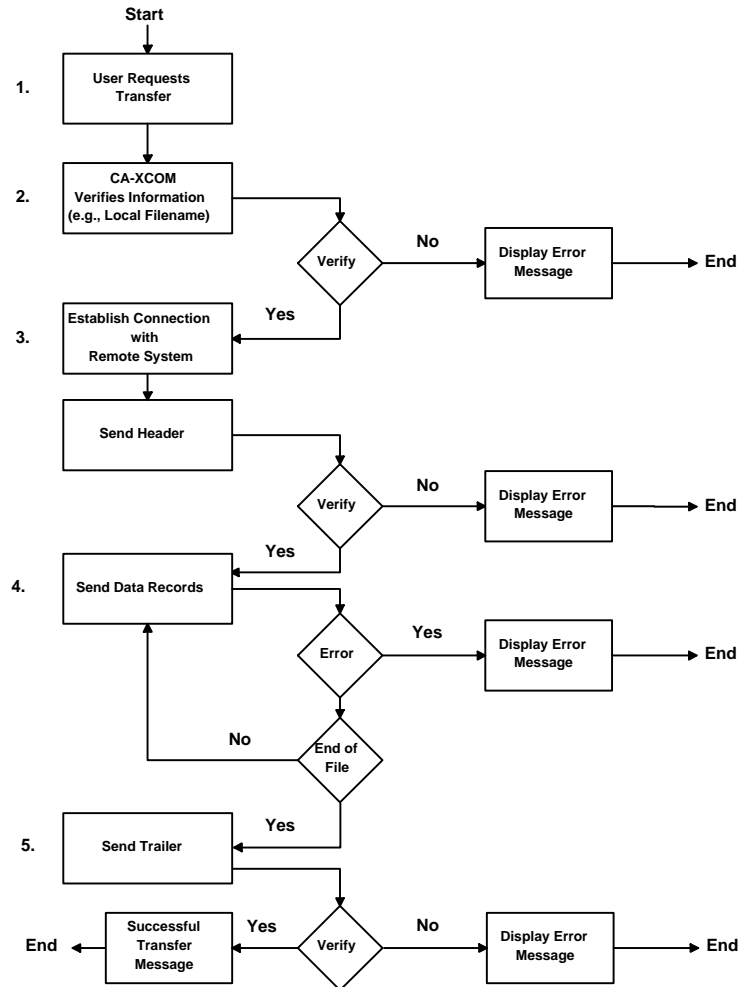 Start
1.
User Requests
Transfer
2.
CA-XCOM
Verifies Information
(e.g., Local Filename)
Verify
No
Display Error
Message
End
Yes
3.
Establish Connection
with
Remote System
Send Header
Verify
No
Display Error
Message
End
Yes
4.
Send Data Records
Error
Yes
Display Error
Message
End
No
End of
File
Yes
5.
Send Trailer
End
Successful
Transfer
Message
Yes
Verify
No
Display Error
Message
End